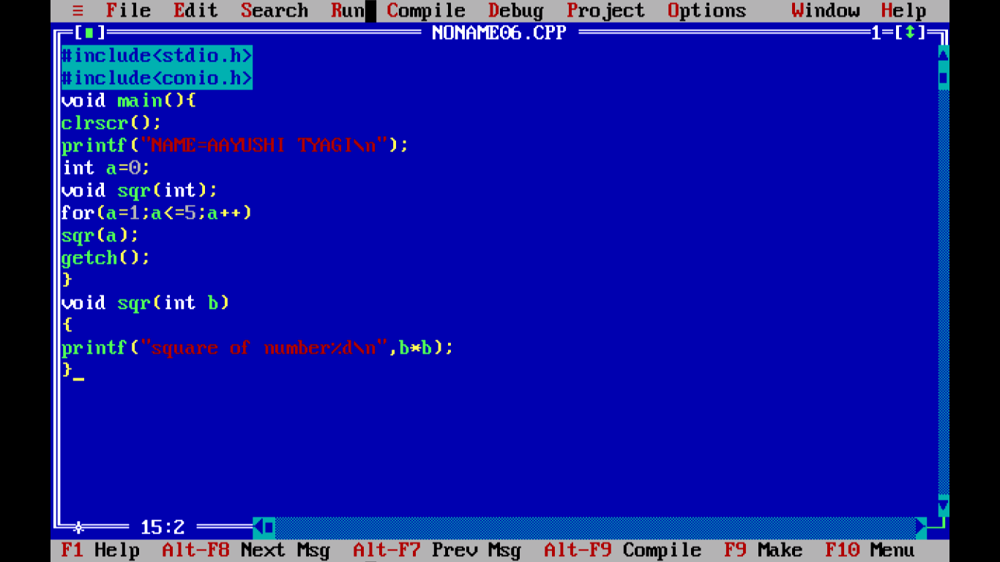 ≡ File Edit Search Run Compile Debug Project Options Window Help
[■] NONAME06.CPP 1=[↕]
#include<stdio.h>
#include<conio.h>
void main(){
clrscr();
printf("NAME=AAYUSHI TYAGI\n");
int a=0;
void sqr(int);
for(a=1;a<=5;a++)
sqr(a);
getch();
}
void sqr(int b)
{
printf("square of number%d\n",b*b);
}_
15:2
F1 Help Alt-F8 Next Msg Alt-F7 Prev Msg Alt-F9 Compile F9 Make F10 Menu